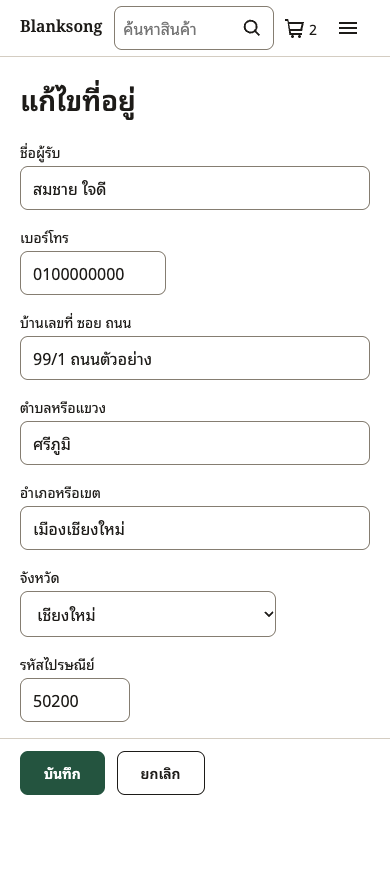 Blanksong
ค้นหาสินค้า
2
แก้ไขที่อยู่
ชื่อผู้รับ
สมชาย ใจดี
เบอร์โทร
0100000000
บ้านเลขที่ ซอย ถนน
99/1 ถนนตัวอย่าง
ตำบลหรือแขวง
ศรีภูมิ
อำเภอหรือเขต
เมืองเชียงใหม่
จังหวัด
เชียงใหม่
รหัสไปรษณีย์
50200
บันทึก
ยกเลิก